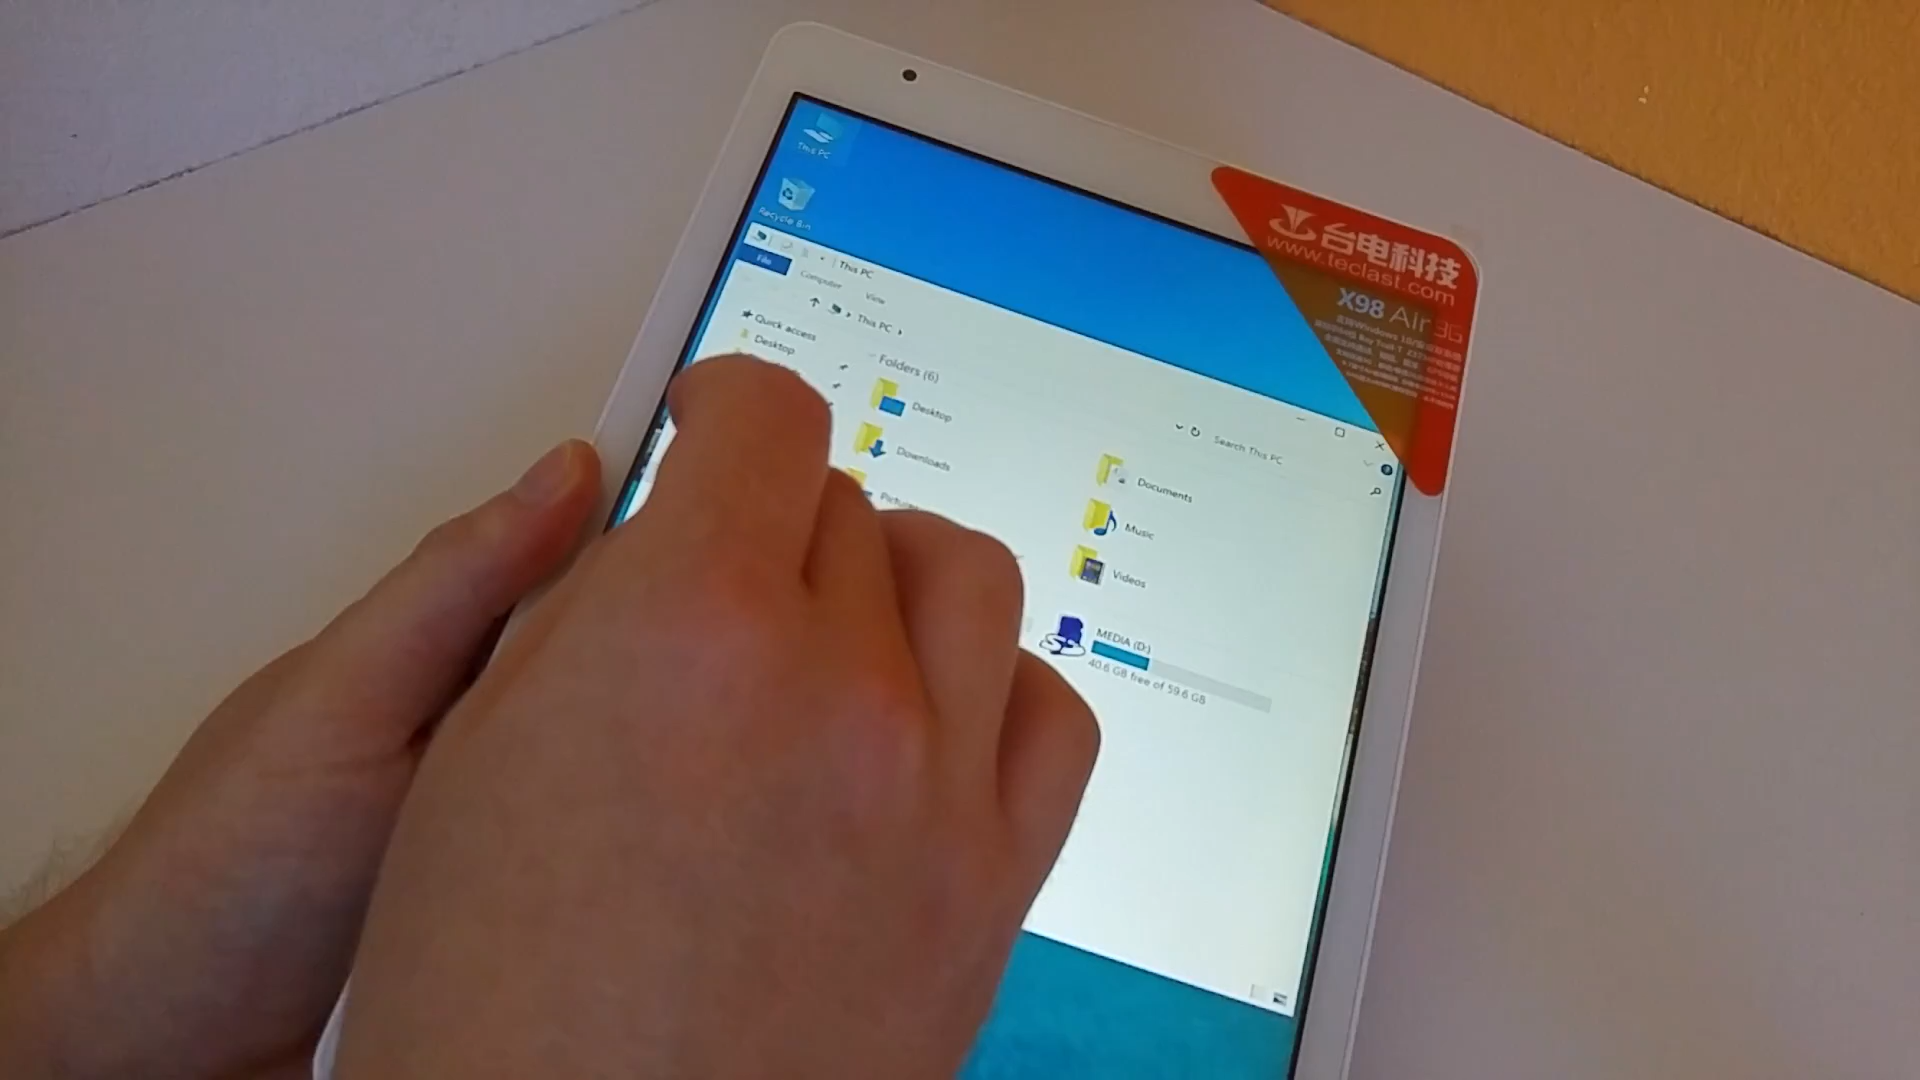 This PC
Recycle Bin
This PC
File
Computer
View
This PC
Search This PC
Quick access
Desktop
Folders (6)
Desktop
Downloads
Documents
Music
Videos
MEDIA (D:)
40.6 GB free of 59.6 GB
台电科技
www.teclast.com
X98 Air 3G